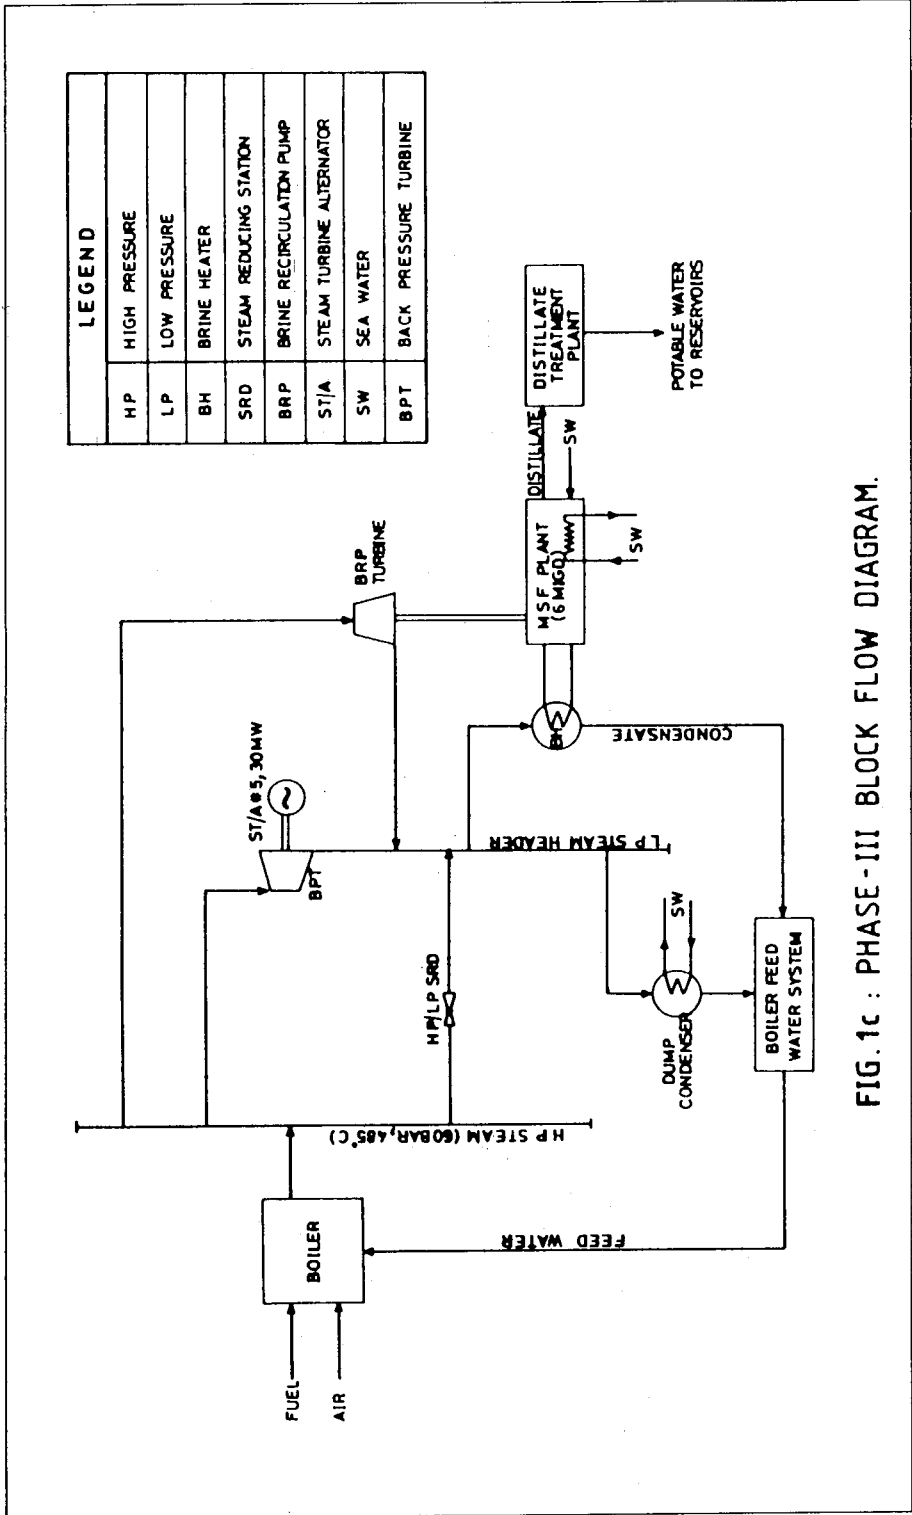 LEGEND
HP HIGH PRESSURE
LP LOW PRESSURE
BH BRINE HEATER
SRD STEAM REDUCING STATION
BRP BRINE RECIRCULATION PUMP
ST/A STEAM TURBINE ALTERNATOR
SW SEA WATER
BPT BACK PRESSURE TURBINE
FUEL
AIR
BOILER
HP STEAM (60BAR, 485°C)
FEED WATER
ST/A#5, 30MW
BPT
HP/LP SRD
BRP
TURBINE
LP STEAM HEADER
DUMP
CONDENSER
SW
BOILER FEED
WATER SYSTEM
BH
CONDENSATE
MSF PLANT
(6 MIGD)
SW
SW
DISTILLATE
DISTILLATE
TREATMENT
PLANT
POTABLE WATER
TO RESERVOIRS
FIG. 1c : PHASE-III BLOCK FLOW DIAGRAM.